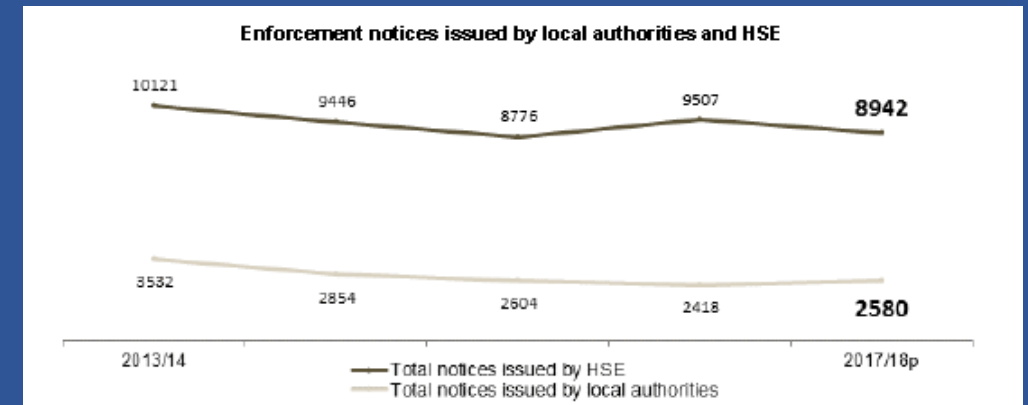 Enforcement notices issued by local authorities and HSE
10121
9446
8776
9507
8942
3532
2854
2604
2418
2580
2013/14
2017/18p
Total notices issued by HSE
Total notices issued by local authorities